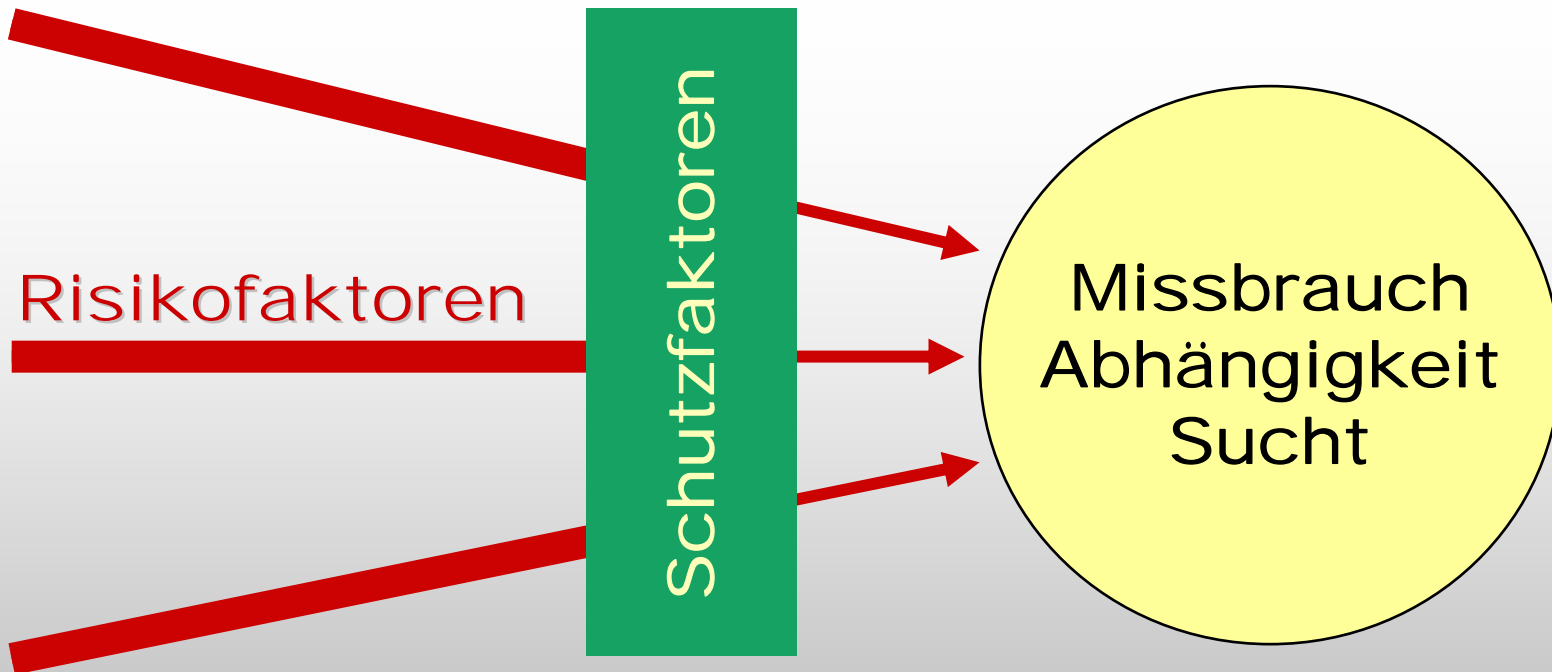 Risikofaktoren
Schutzfaktoren
Missbrauch
Abhängigkeit
Sucht